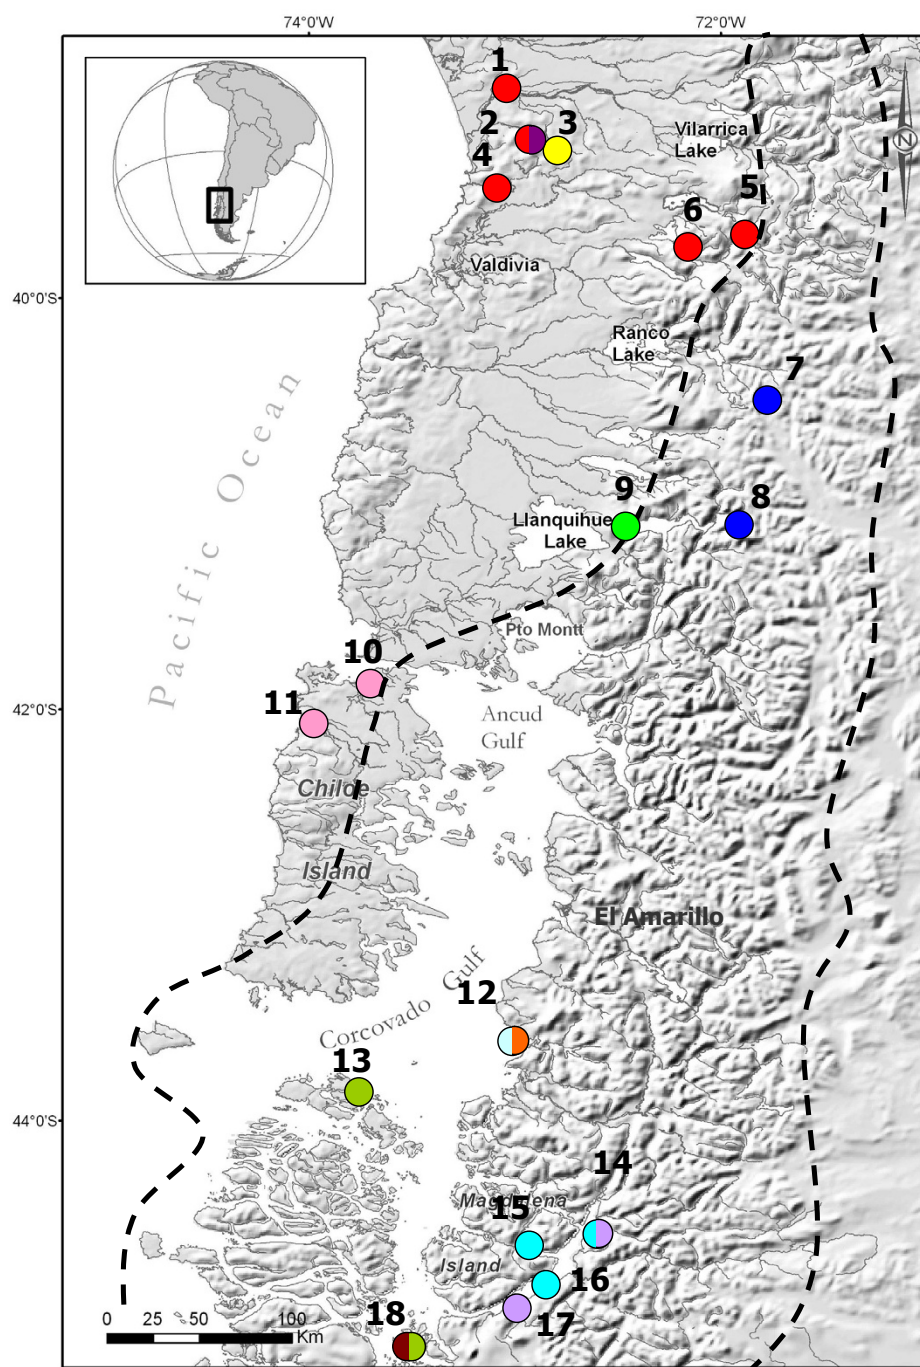 74°0'W
72°0'W
1
2
3
4
Vilarrica
Lake
5
6
N
Valdivia
40°0'S
Ranco
Lake
7
Pacific Ocean
9
8
Llanquihue
Lake
Pto Montt
10
11
42°0'S
Ancud
Gulf
Chiloe
Island
El Amarillo
12
Corcovado Gulf
13
44°0'S
14
Magdalena
15
Island
16
17
18
0 25 50 100
Km